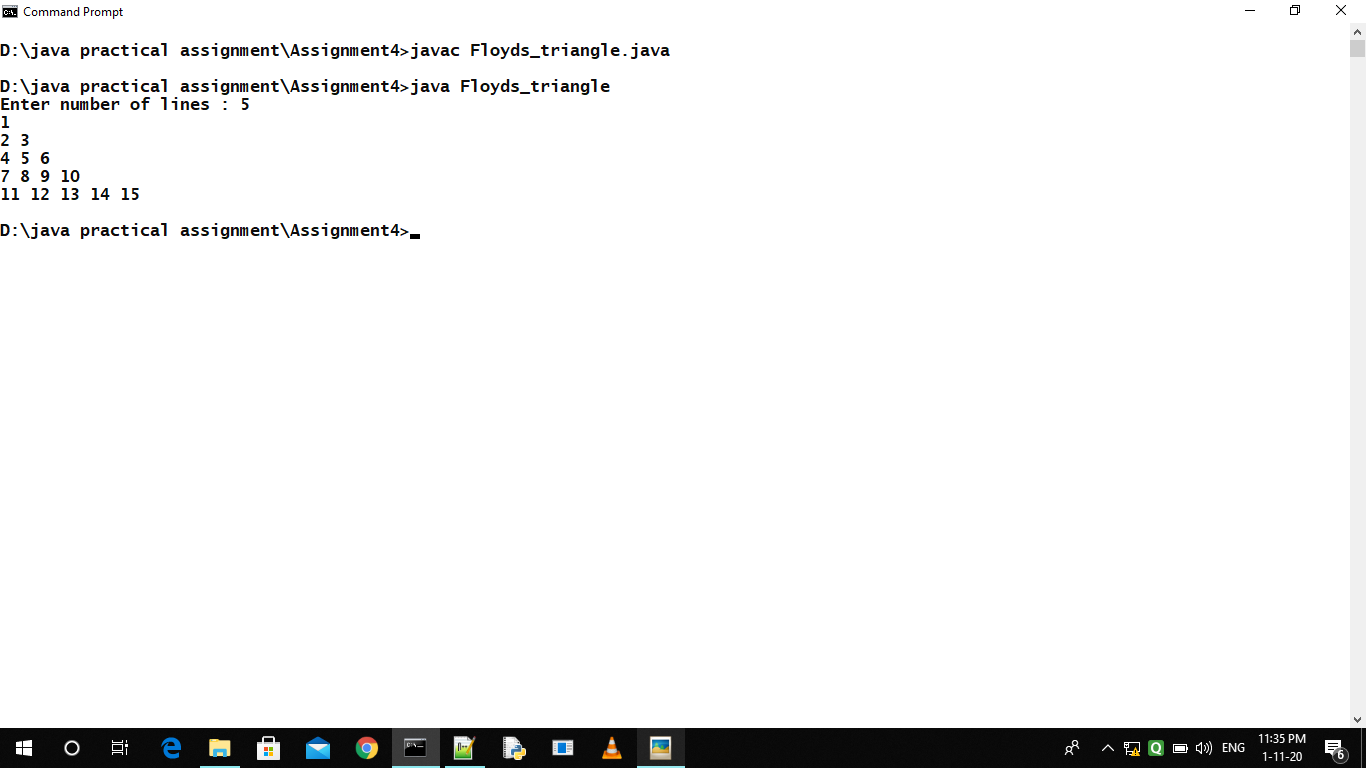 Command Prompt
D:\java practical assignment\Assignment4>javac Floyds_triangle.java
D:\java practical assignment\Assignment4>java Floyds_triangle
Enter number of lines : 5
1
2 3
4 5 6
7 8 9 10
11 12 13 14 15
D:\java practical assignment\Assignment4>
ENG
11:35 PM
1-11-20
6